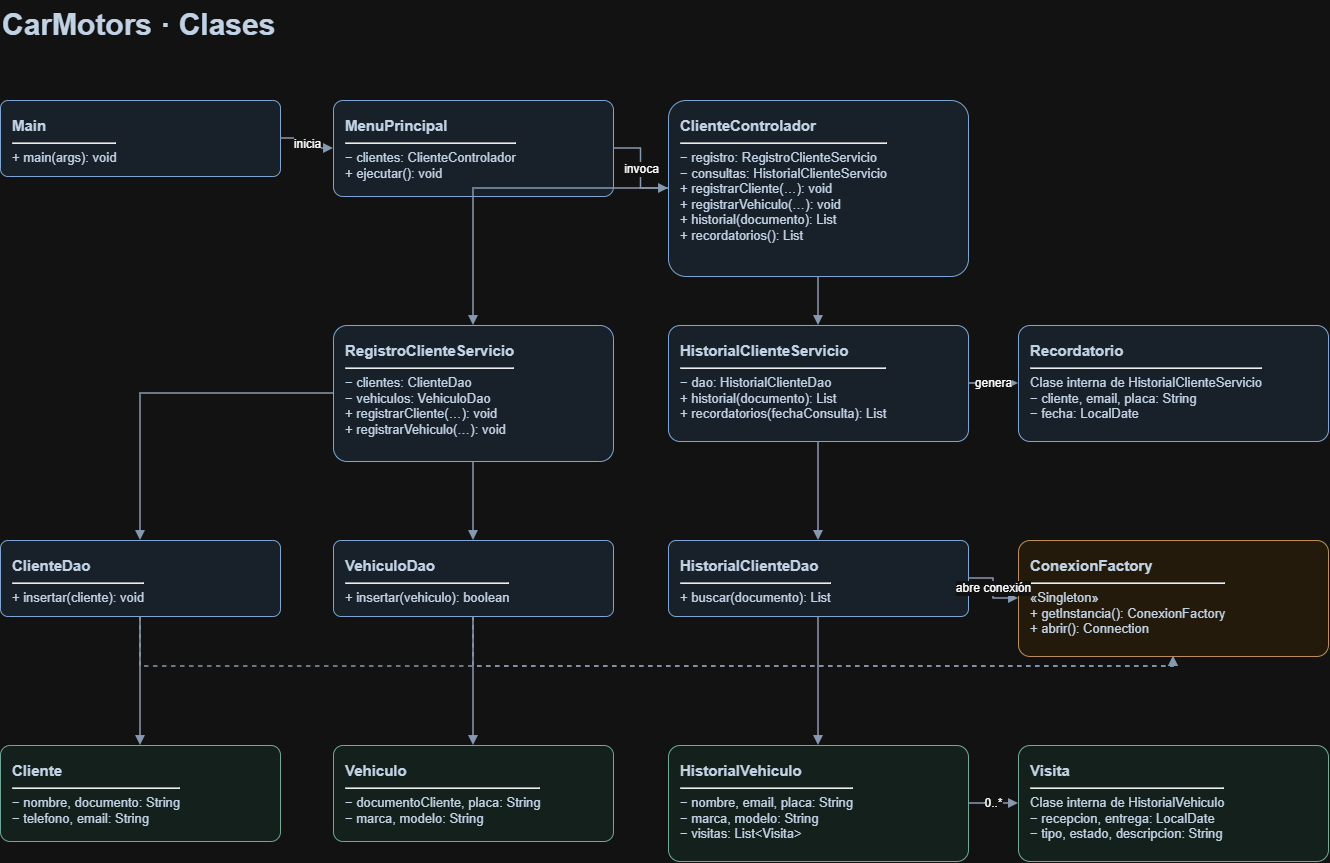 CarMotors · Clases
Main
+ main(args): void
inicia
MenuPrincipal
− clientes: ClienteControlador
+ ejecutar(): void
invoca
ClienteControlador
− registro: RegistroClienteServicio
− consultas: HistorialClienteServicio
+ registrarCliente(…): void
+ registrarVehiculo(…): void
+ historial(documento): List
+ recordatorios(): List
RegistroClienteServicio
− clientes: ClienteDao
− vehiculos: VehiculoDao
+ registrarCliente(…): void
+ registrarVehiculo(…): void
HistorialClienteServicio
− dao: HistorialClienteDao
+ historial(documento): List
+ recordatorios(fechaConsulta): List
genera
Recordatorio
Clase interna de HistorialClienteServicio
− cliente, email, placa: String
− fecha: LocalDate
ClienteDao
+ insertar(cliente): void
VehiculoDao
+ insertar(vehiculo): boolean
HistorialClienteDao
+ buscar(documento): List
abre conexión
ConexionFactory
«Singleton»
+ getInstancia(): ConexionFactory
+ abrir(): Connection
Cliente
− nombre, documento: String
− telefono, email: String
Vehiculo
− documentoCliente, placa: String
− marca, modelo: String
HistorialVehiculo
− nombre, email, placa: String
− marca, modelo: String
− visitas: List<Visita>
0..*
Visita
Clase interna de HistorialVehiculo
− recepcion, entrega: LocalDate
− tipo, estado, descripcion: String